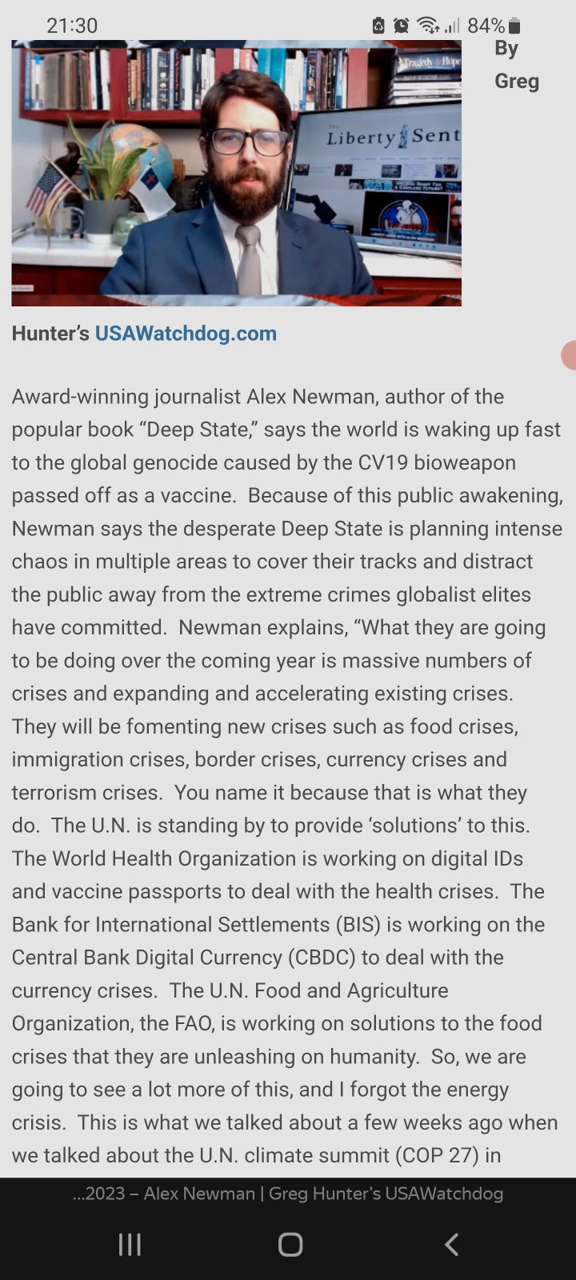 21:30
84%
Tragedy & Hope
The
Liberty Sent
By
Greg
Hunter's USAWatchdog.com
Award-winning journalist Alex Newman, author of the
popular book “Deep State,” says the world is waking up fast
to the global genocide caused by the CV19 bioweapon
passed off as a vaccine.  Because of this public awakening,
Newman says the desperate Deep State is planning intense
chaos in multiple areas to cover their tracks and distract
the public away from the extreme crimes globalist elites
have committed.  Newman explains, “What they are going
to be doing over the coming year is massive numbers of
crises and expanding and accelerating existing crises.
They will be fomenting new crises such as food crises,
immigration crises, border crises, currency crises and
terrorism crises.  You name it because that is what they
do.  The U.N. is standing by to provide ‘solutions’ to this.
The World Health Organization is working on digital IDs
and vaccine passports to deal with the health crises.  The
Bank for International Settlements (BIS) is working on the
Central Bank Digital Currency (CBDC) to deal with the
currency crises.  The U.N. Food and Agriculture
Organization, the FAO, is working on solutions to the food
crises that they are unleashing on humanity.  So, we are
going to see a lot more of this, and I forgot the energy
crisis.  This is what we talked about a few weeks ago when
we talked about the U.N. climate summit (COP 27) in
...2023 – Alex Newman | Greg Hunter's USAWatchdog